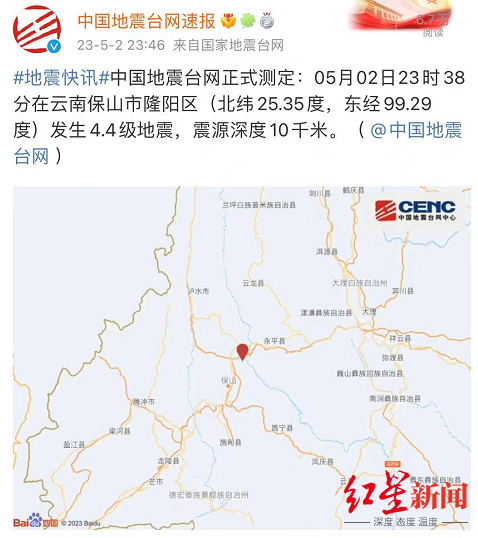 中国地震台网速报
23-5-2 23:46 来自国家地震台网
6.7万
阅读
#地震快讯#中国地震台网正式测定：05月02日23时38
分在云南保山市隆阳区（北纬25.35度，东经99.29
度）发生4.4级地震，震源深度10千米。（ @中国地震
台网 ）
CENC
中国地震台网中心
剑川县
鹤庆县
兰坪白族普米族自治县
洱源县
泸水市
云龙县
大理白族自治州
宾川县
漾濞彝族自治县
大理
永平县
祥云县
弥渡县
保山
巍山彝族回族自治县
腾冲市
南涧彝族自治县
昌宁县
梁河县
施甸县
盈江县
龙陵县
凤庆县
芒市
德宏傣族景颇族自治州
景东彝族自治县
红星新闻
深度 态度 温度
Bai 地图 © 2023 Baidu